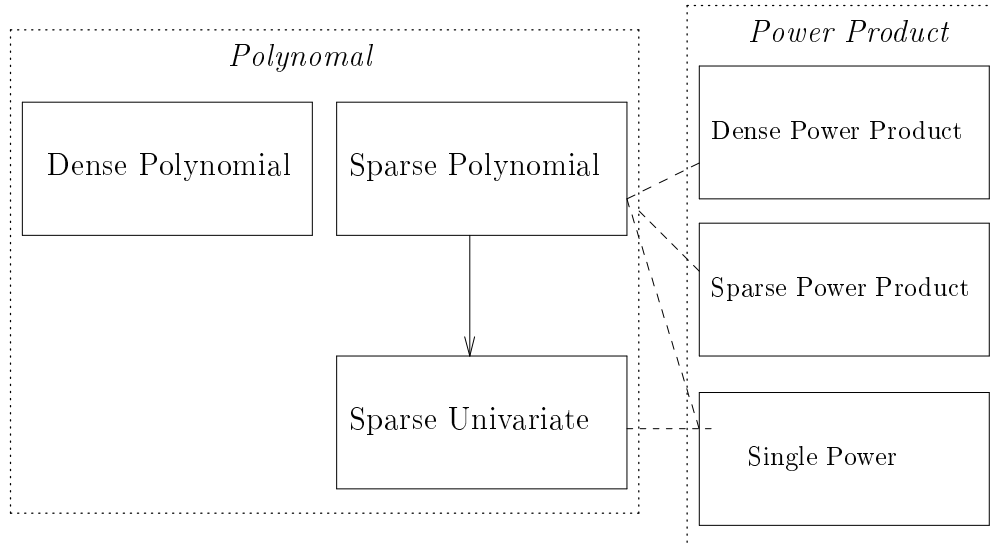 Polynomal
Dense Polynomial
Sparse Polynomial
Sparse Univariate
Power Product
Dense Power Product
Sparse Power Product
Single Power